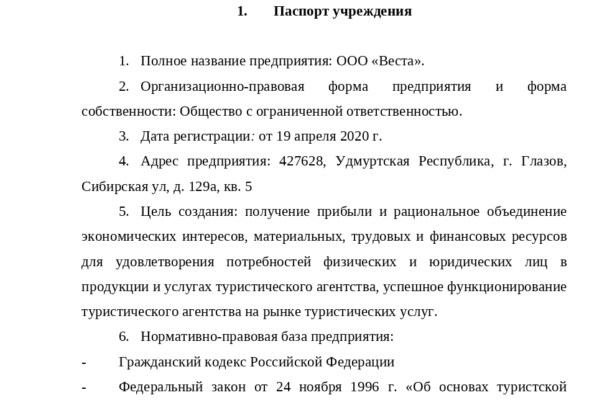 1. Паспорт учреждения
1. Полное название предприятия: ООО «Веста».
2. Организационно-правовая форма предприятия и форма
собственности: Общество с ограниченной ответственностью.
3. Дата регистрации: от 19 апреля 2020 г.
4. Адрес предприятия: 427628, Удмуртская Республика, г. Глазов,
Сибирская ул, д. 129а, кв. 5
5. Цель создания: получение прибыли и рациональное объединение
экономических интересов, материальных, трудовых и финансовых ресурсов
для удовлетворения потребностей физических и юридических лиц в
продукции и услугах туристического агентства, успешное функционирование
туристического агентства на рынке туристических услуг.
6. Нормативно-правовая база предприятия:
- Гражданский кодекс Российской Федерации
- Федеральный закон от 24 ноября 1996 г. «Об основах туристской